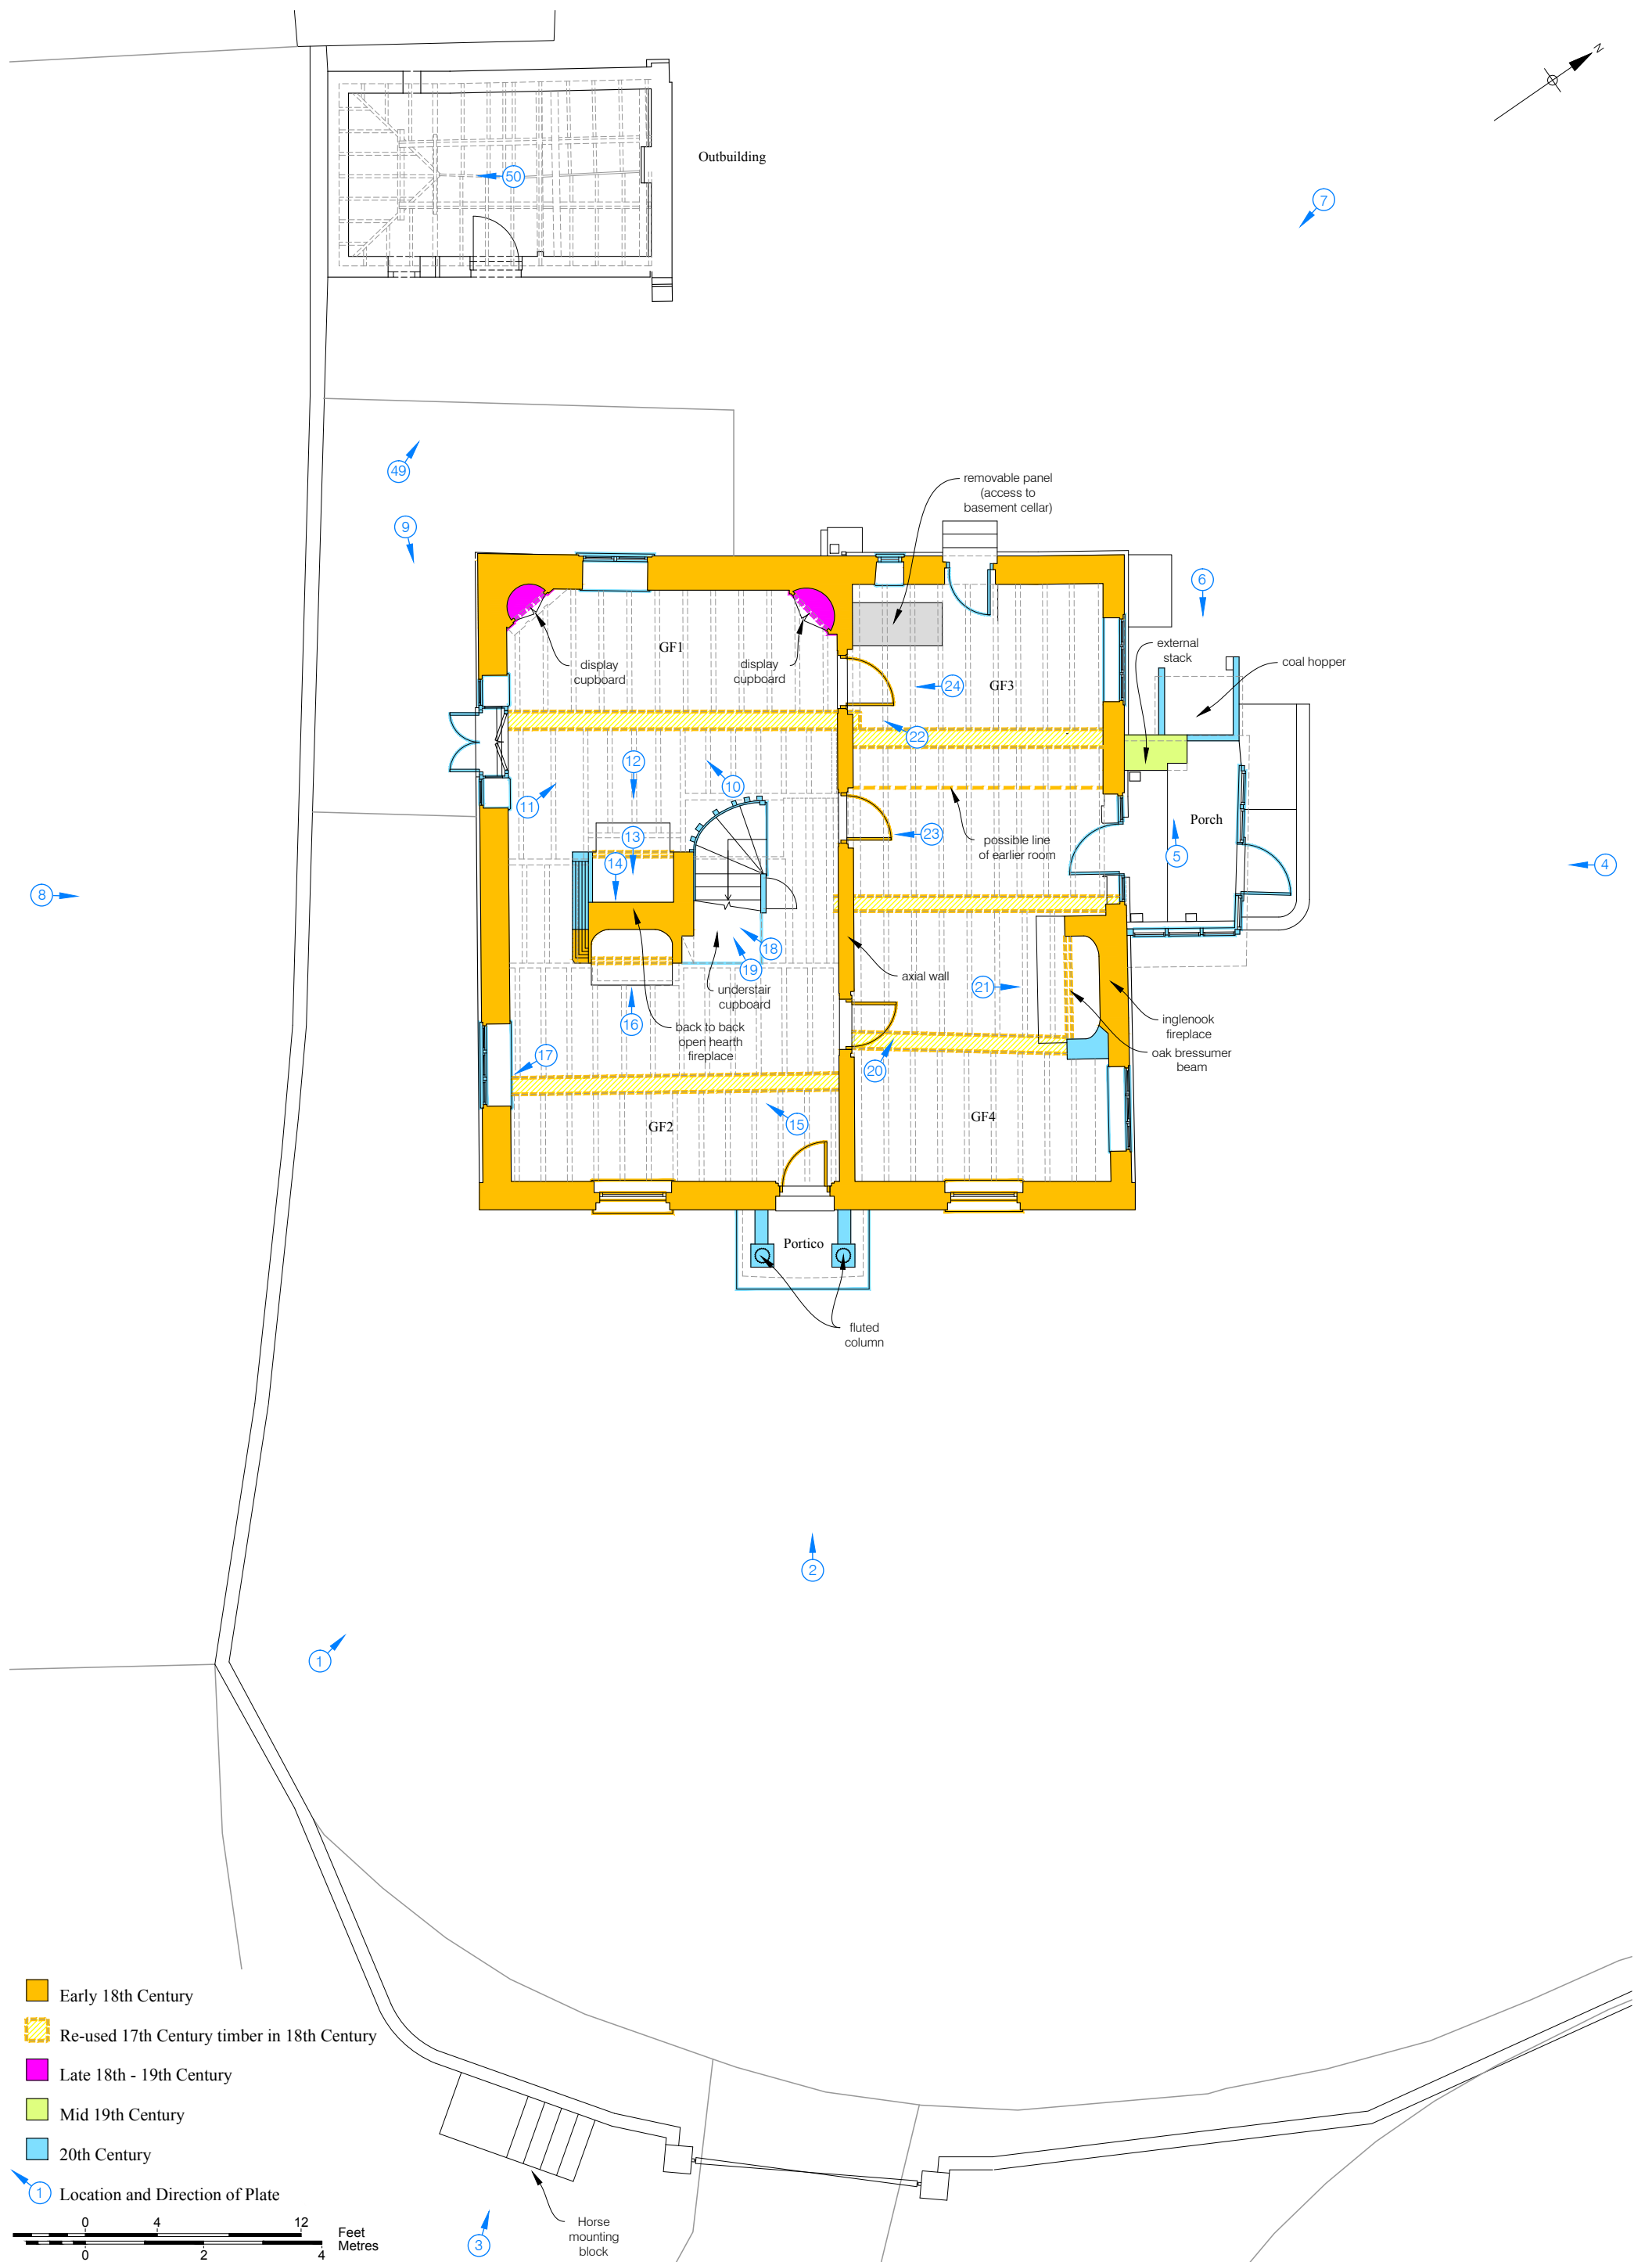 N
Outbuilding
50
7
49
9
removable panel
(access to
basement cellar)
6
GF1
display
cupboard
display
cupboard
24
GF3
external
stack
coal hopper
22
12
10
11
13
23
possible line
of earlier room
Porch
5
4
14
8
18
19
axial wall
understair
cupboard
21
16
back to back
open hearth
fireplace
inglenook
fireplace
17
oak bressumer
beam
20
15
GF2
GF4
Portico
fluted
column
2
1
Early 18th Century
Re-used 17th Century timber in 18th Century
Late 18th - 19th Century
Mid 19th Century
20th Century
1 Location and Direction of Plate
0 4 12 Feet
Metres
0 2 4
3
Horse
mounting
block